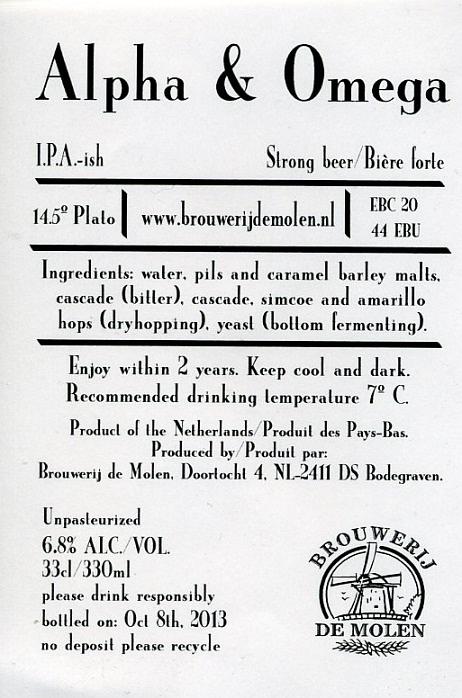 Alpha & Omega
I.P.A.-ish
Strong beer/Bière forte
14.5º Plato
www.brouwerijdemolen.nl
EBC 20
44 EBU
Ingredients: water, pils and caramel barley malts,
cascade (bitter), cascade, simcoe and amarillo
hops (dryhopping), yeast (bottom fermenting).
Enjoy within 2 years. Keep cool and dark.
Recommended drinking temperature 7º C.
Product of the Netherlands/Produit des Pays-Bas.
Produced by/Produit par:
Brouwerij de Molen, Doortocht 4, NL-2411 DS Bodegraven.
Unpasteurized
6.8% ALC./VOL.
33cl/330ml
please drink responsibly
bottled on: Oct 8th, 2013
no deposit please recycle
BROUWERIJ
DE MOLEN